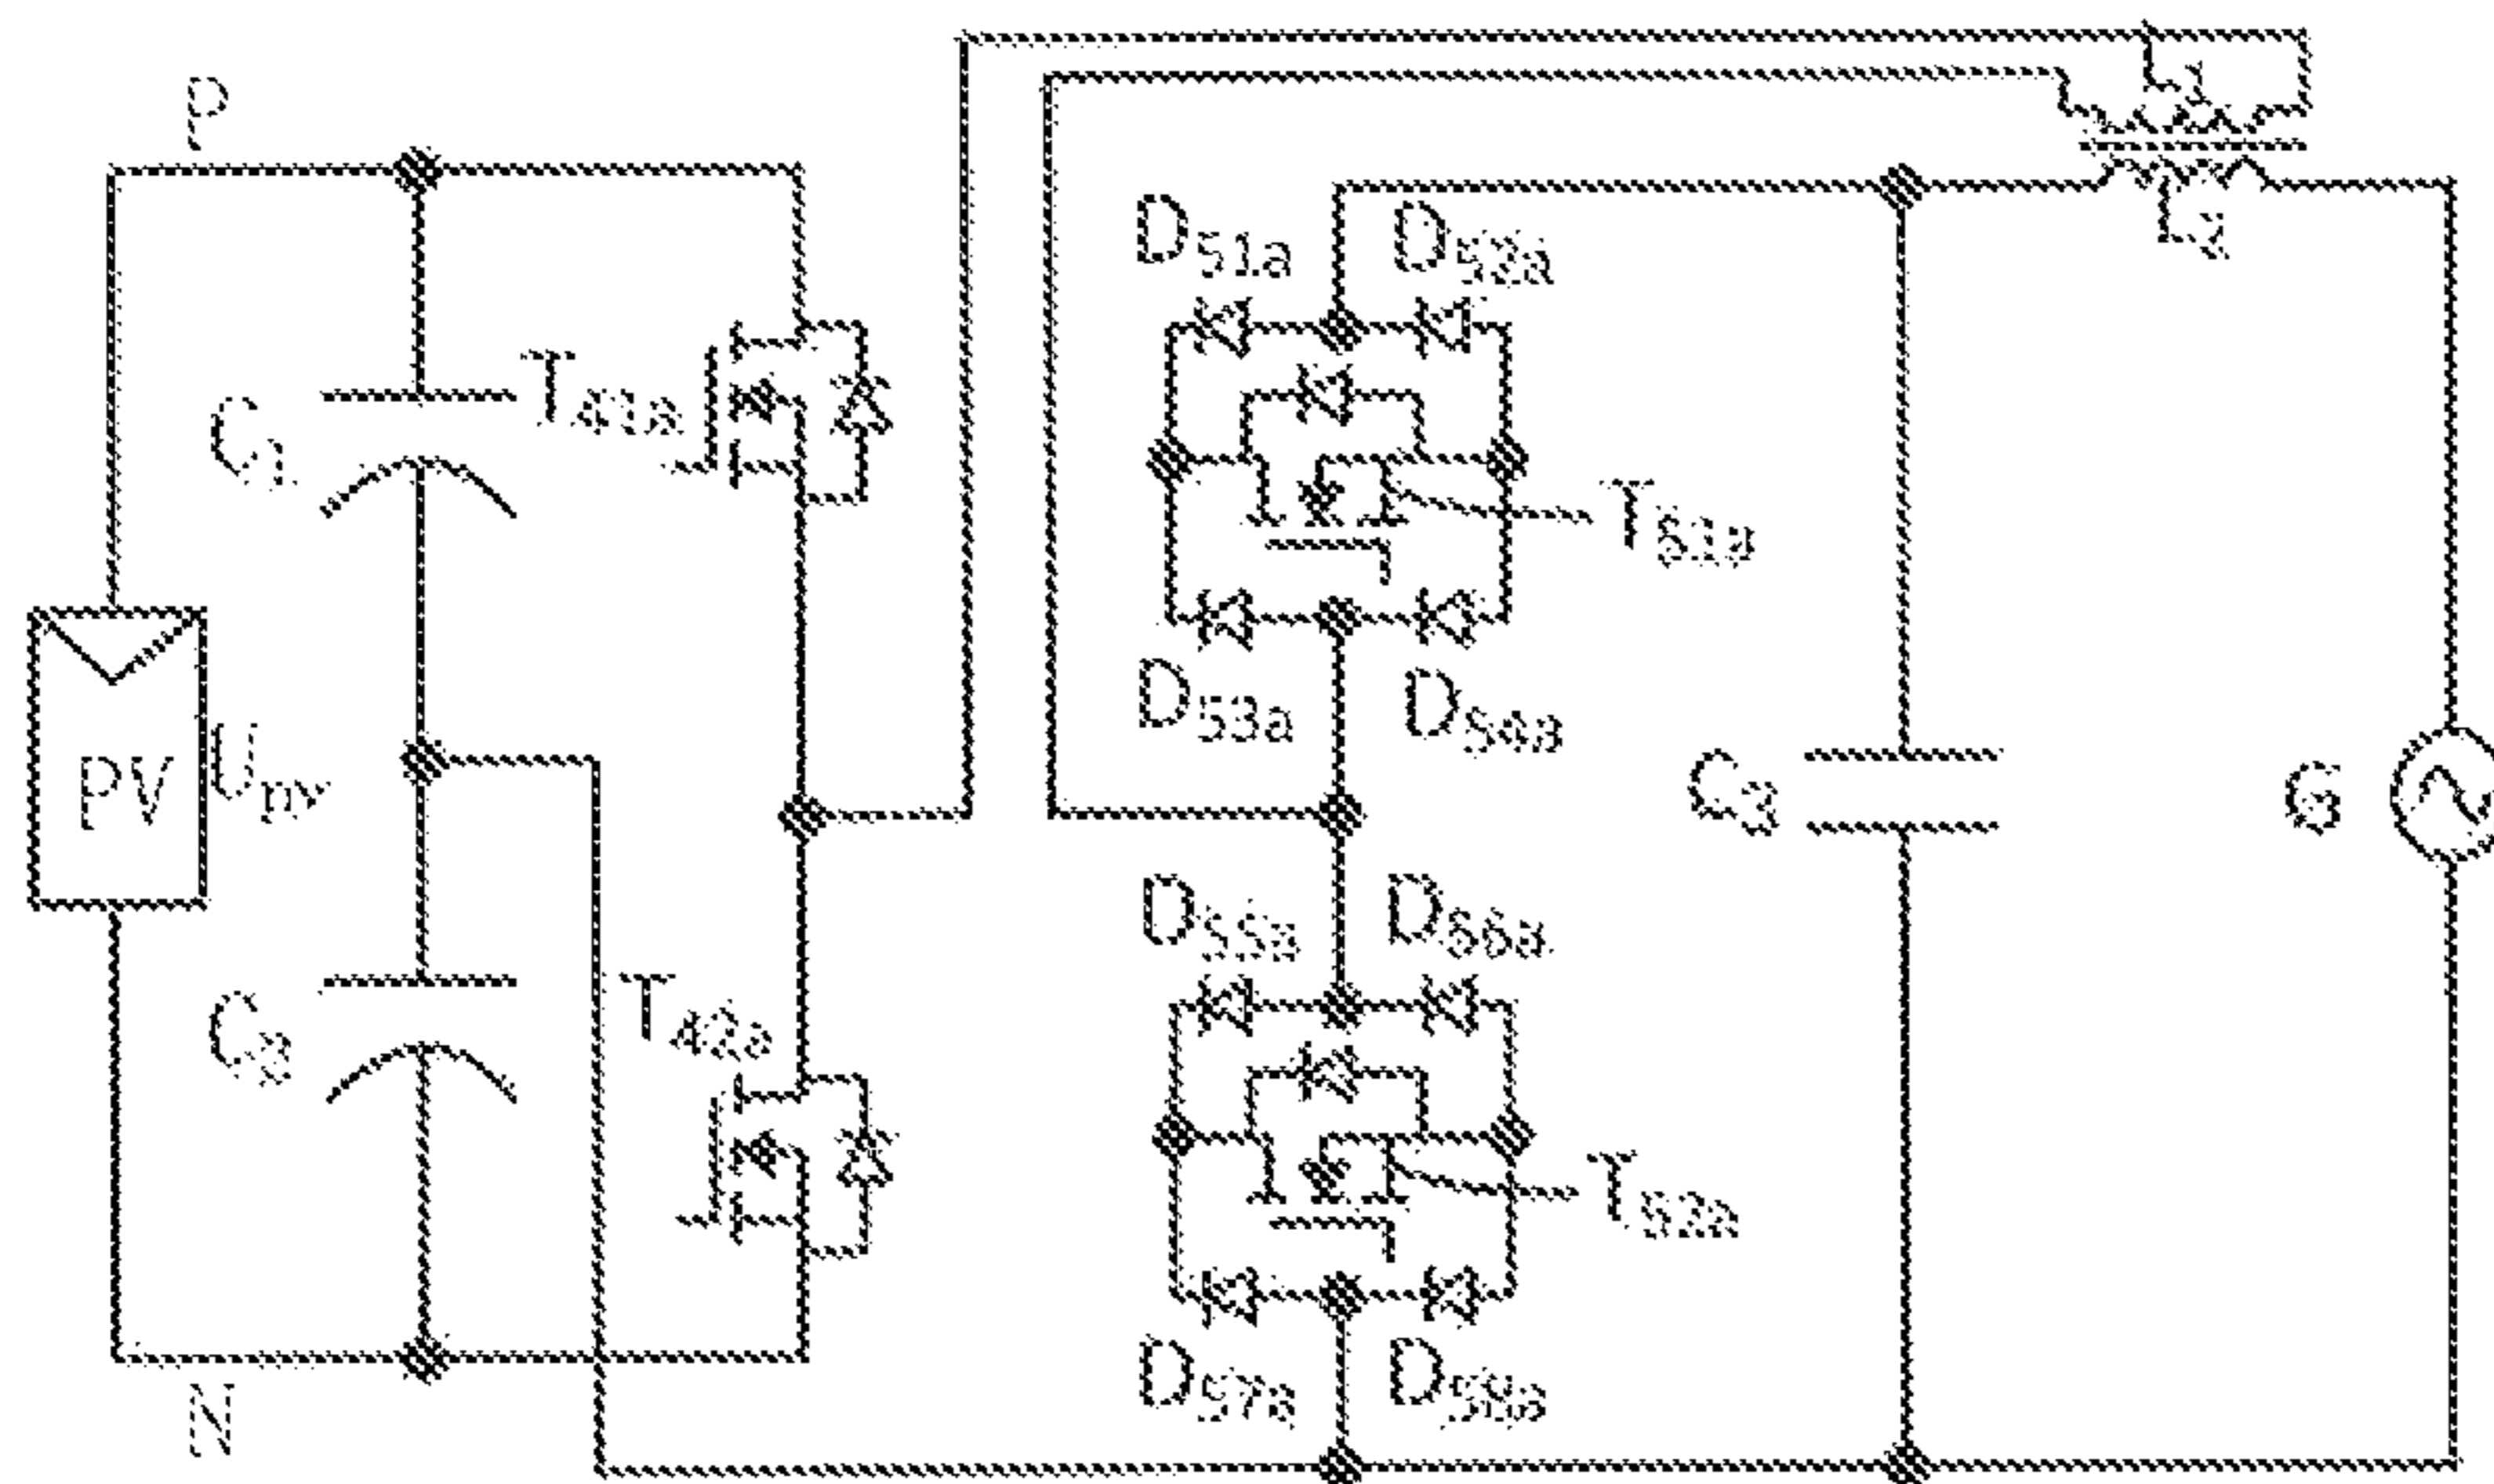 P
L1
D51a
D52a
T41a
C1
T51a
D53a
D54a
PV
Upv
C3
G
D55a
D56a
T42a
C2
T52a
D57a
D58a
L2
N